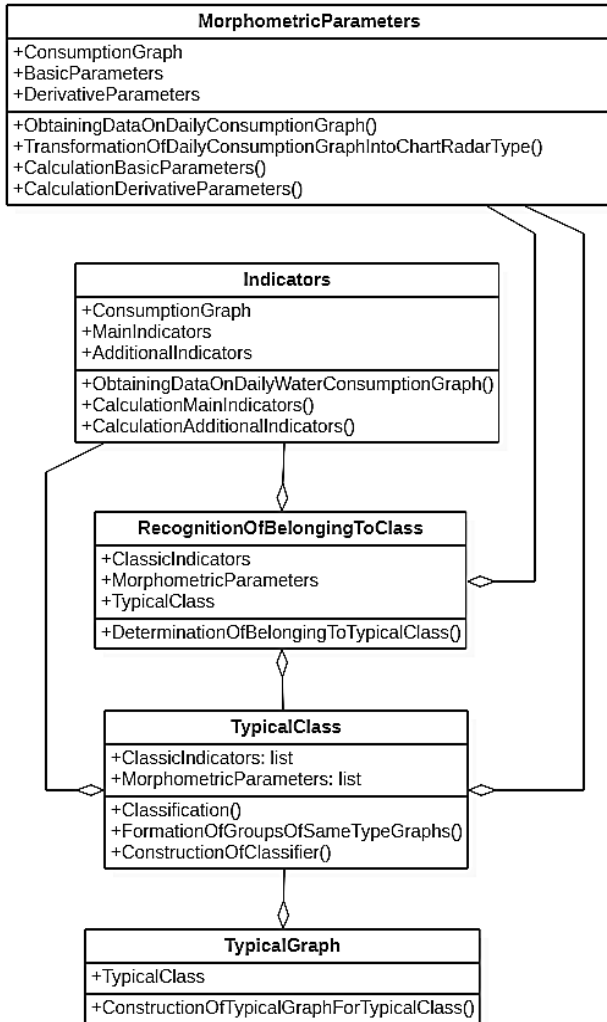 MorphometricParameters
+ConsumptionGraph
+BasicParameters
+DerivativeParameters
+ObtainingDataOnDailyConsumptionGraph()
+TransformationOfDailyConsumptionGraphIntoChartRadarType()
+CalculationBasicParameters()
+CalculationDerivativeParameters()
Indicators
+ConsumptionGraph
+MainIndicators
+AdditionalIndicators
+ObtainingDataOnDailyWaterConsumptionGraph()
+CalculationMainIndicators()
+CalculationAdditionalIndicators()
RecognitionOfBelongingToClass
+ClassicIndicators
+MorphometricParameters
+TypicalClass
+DeterminationOfBelongingToTypicalClass()
TypicalClass
+ClassicIndicators: list
+MorphometricParameters: list
+Classification()
+FormationOfGroupsOfSameTypeGraphs()
+ConstructionOfClassifier()
TypicalGraph
+TypicalClass
+ConstructionOfTypicalGraphForTypicalClass()